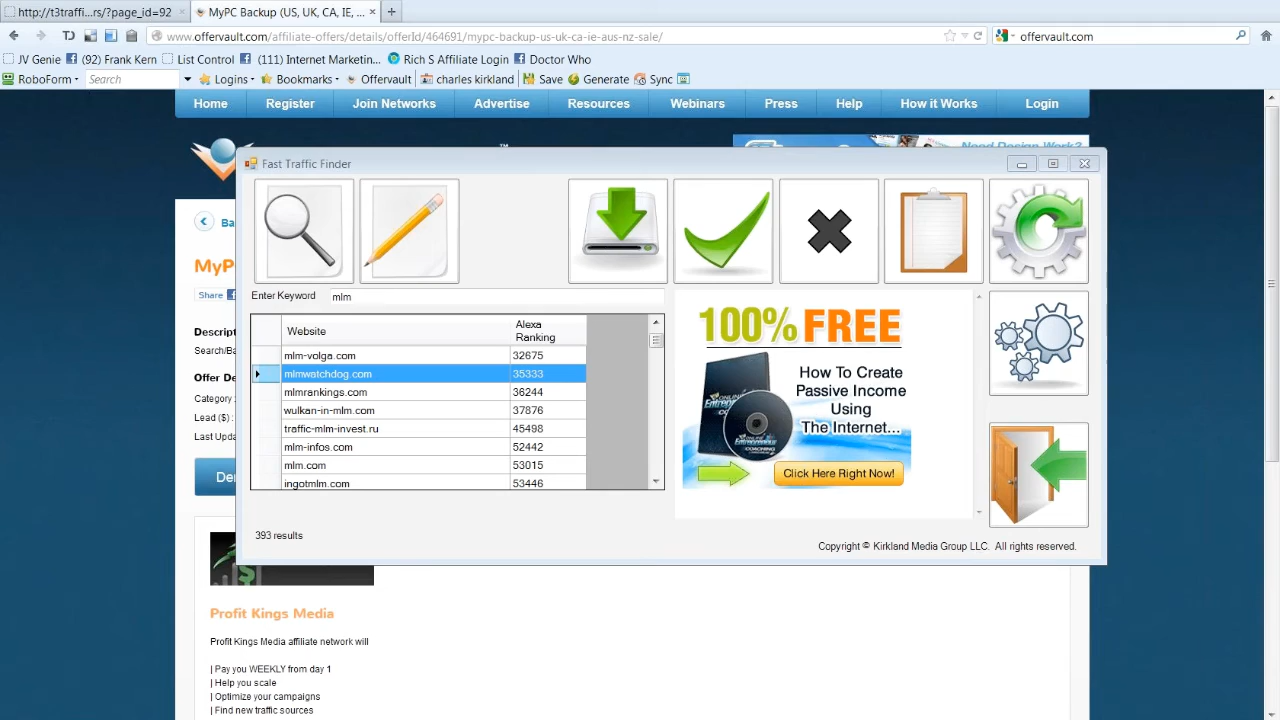 http://t3traffi...rs/?page_id=92
MyPC Backup (US, UK, CA, IE, ...
www.offervault.com/affiliate-offers/details/offerId/464691/mypc-backup-us-uk-ca-ie-aus-nz-sale/
offervault.com
JV Genie
(92) Frank Kern
List Control
(111) Internet Marketin...
Rich S Affiliate Login
Doctor Who
RoboForm
Search
Logins
Bookmarks
Offervault
charles kirkland
Save
Generate
Sync
Home
Register
Join Networks
Advertise
Resources
Webinars
Press
Help
How it Works
Login
Need Design Work?
Fast Traffic Finder
Ba
MyP
Share
Enter Keyword
mlm
Descript
Search/Ba
Offer De
Category
Lead ($) :
Last Upda
De
Website
Alexa
Ranking
mlm-volga.com 32675
mlmwatchdog.com 35333
mlmrankings.com 36244
wulkan-in-mlm.com 37876
traffic-mlm-invest.ru 45498
mlm-infos.com 52442
mlm.com 53015
ingotmlm.com 53446
100% FREE
How To Create
Passive Income
Using
The Internet...
Click Here Right Now!
393 results
Copyright © Kirkland Media Group LLC. All rights reserved.
Profit Kings Media
Profit Kings Media affiliate network will
| Pay you WEEKLY from day 1
| Help you scale
| Optimize your campaigns
| Find new traffic sources